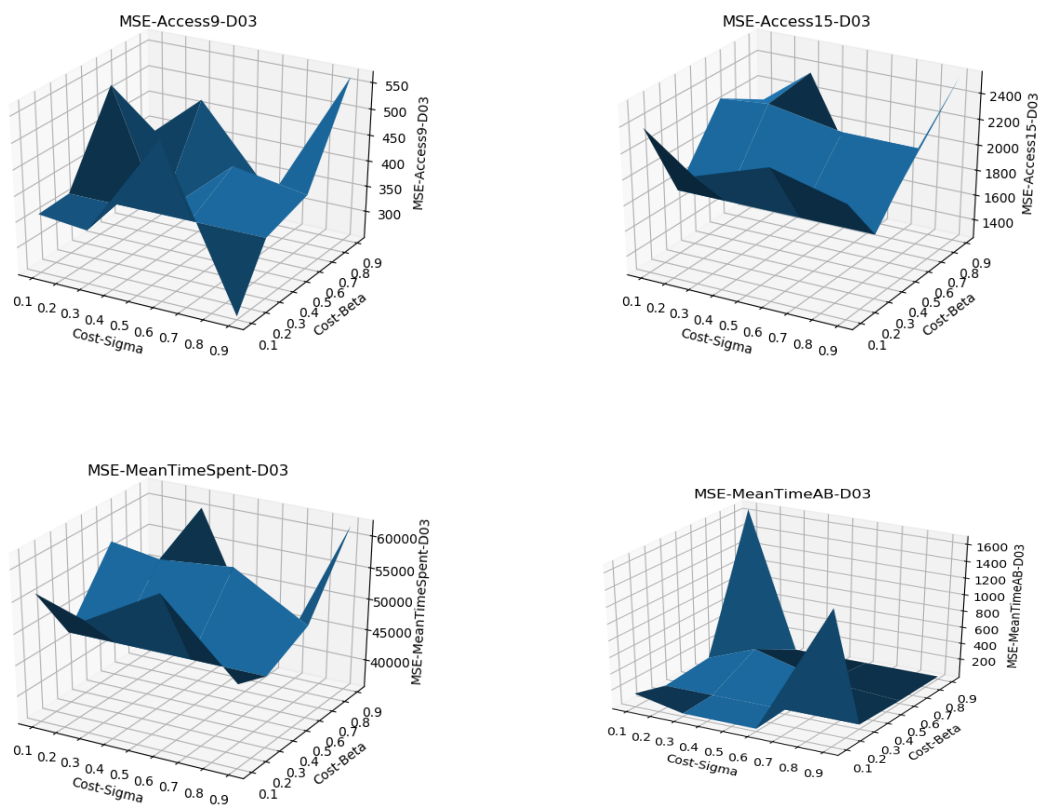 MSE-Access9-D03
550
500
450
400
350
300
MSE-Access9-D03
0.1 0.2 0.3 0.4 0.5 0.6 0.7 0.8 0.9
Cost-Sigma
0.1 0.2 0.3 0.4 0.5 0.6 0.7 0.8 0.9
Cost-Beta
MSE-Access15-D03
2400
2200
2000
1800
1600
1400
MSE-Access15-D03
0.1 0.2 0.3 0.4 0.5 0.6 0.7 0.8 0.9
Cost-Sigma
0.1 0.2 0.3 0.4 0.5 0.6 0.7 0.8 0.9
Cost-Beta
MSE-MeanTimeSpent-D03
60000
55000
50000
45000
40000
MSE-MeanTimeSpent-D03
0.1 0.2 0.3 0.4 0.5 0.6 0.7 0.8 0.9
Cost-Sigma
0.1 0.2 0.3 0.4 0.5 0.6 0.7 0.8 0.9
Cost-Beta
MSE-MeanTimeAB-D03
1600
1400
1200
1000
800
600
400
200
MSE-MeanTimeAB-D03
0.1 0.2 0.3 0.4 0.5 0.6 0.7 0.8 0.9
Cost-Sigma
0.1 0.2 0.3 0.4 0.5 0.6 0.7 0.8 0.9
Cost-Beta